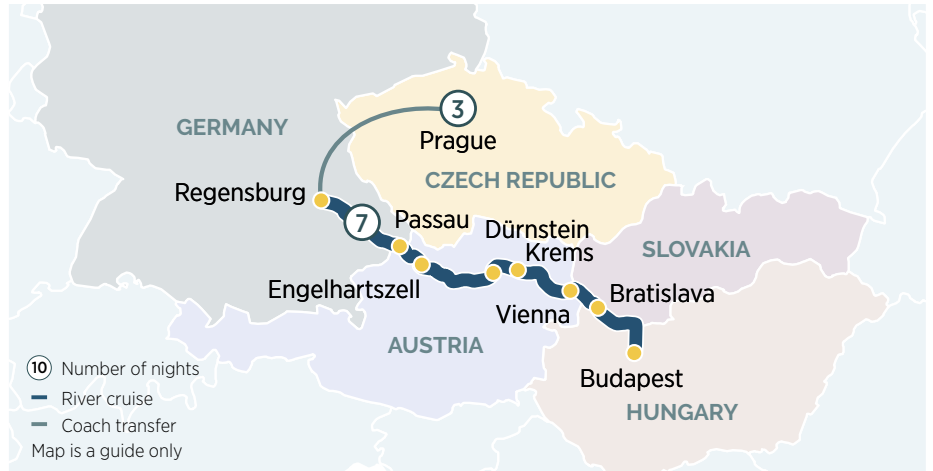 3
Prague
GERMANY
CZECH REPUBLIC
Regensburg
7
Passau
Dürnstein
Krems
SLOVAKIA
Engelhartszell
Vienna
Bratislava
AUSTRIA
Budapest
HUNGARY
10 Number of nights
River cruise
Coach transfer
Map is a guide only